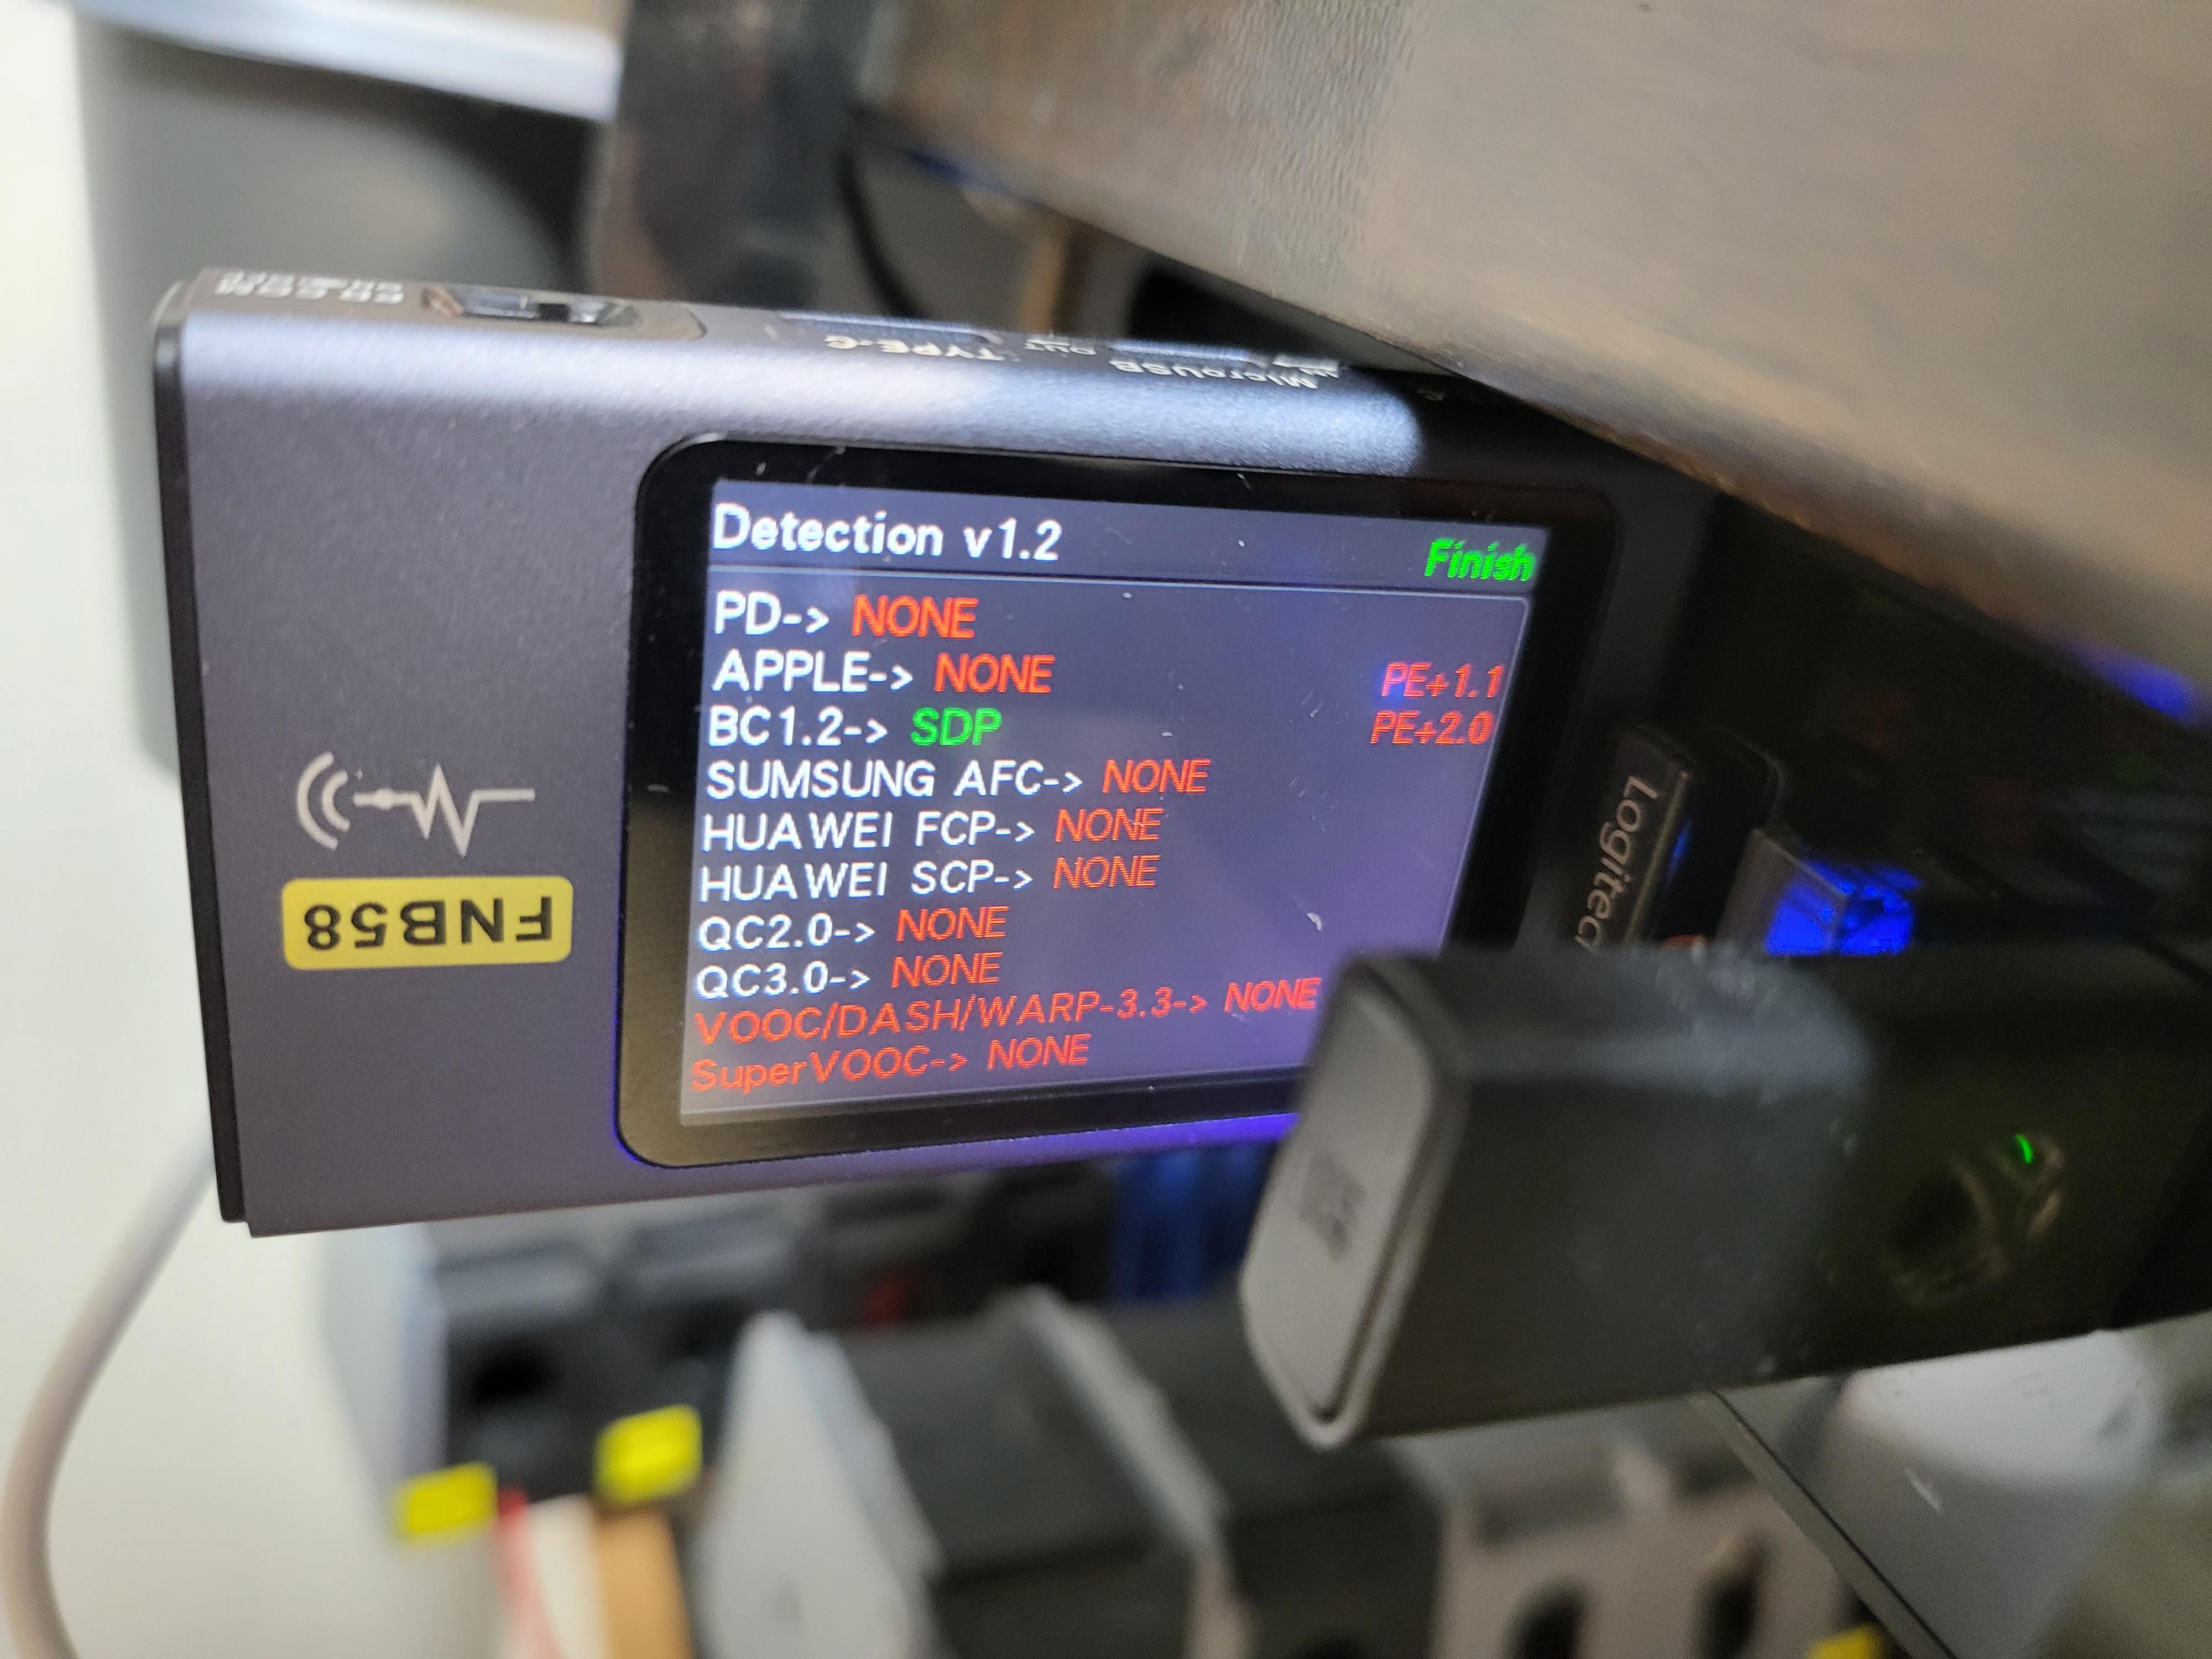 Detection v1.2
Finish
PD-> NONE
APPLE-> NONE
PE+1.1
BC1.2-> SDP
PE+2.0
SUMSUNG AFC-> NONE
HUAWEI FCP-> NONE
HUAWEI SCP-> NONE
QC2.0-> NONE
QC3.0-> NONE
VOOC/DASH/WARP-3.3-> NONE
SuperVOOC-> NONE
FNB58
TYPE-C
OUT
MicroUSB
Logitech